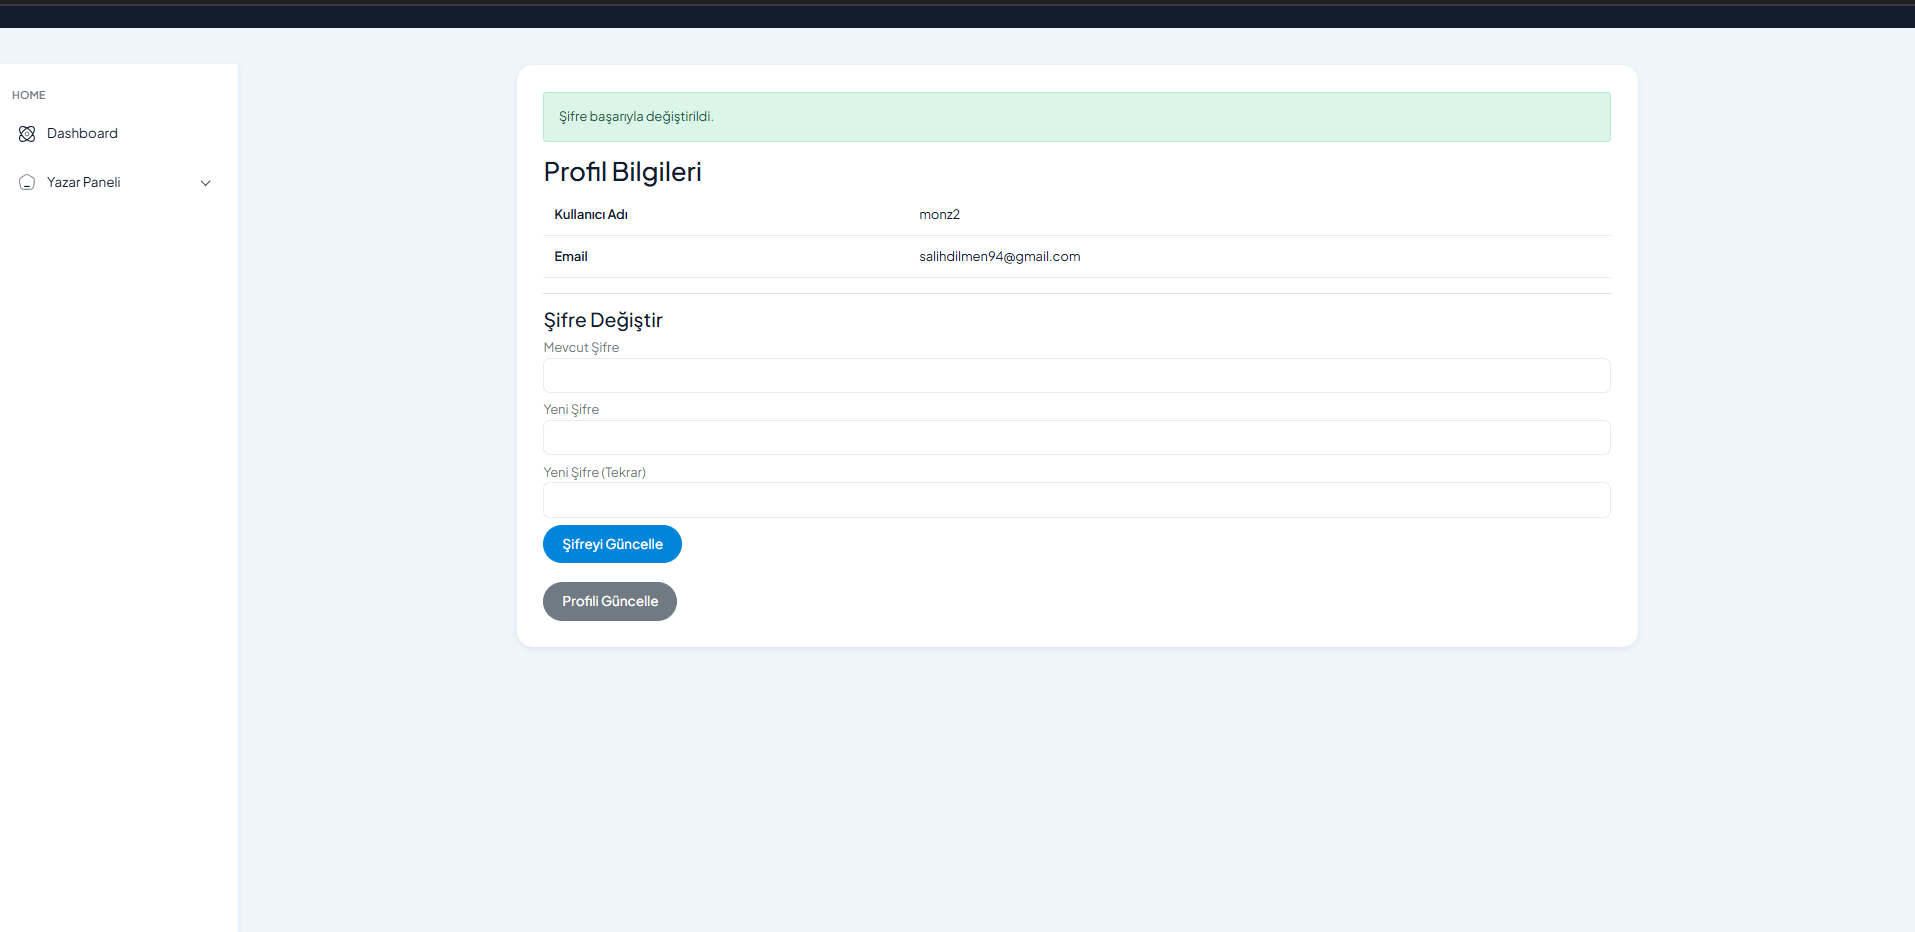 HOME
Dashboard
Yazar Paneli
Şifre başarıyla değiştirildi.
Profil Bilgileri
Kullanıcı Adı monz2
Email salihdilmen94@gmail.com
Şifre Değiştir
Mevcut Şifre
Yeni Şifre
Yeni Şifre (Tekrar)
Şifreyi Güncelle
Profili Güncelle